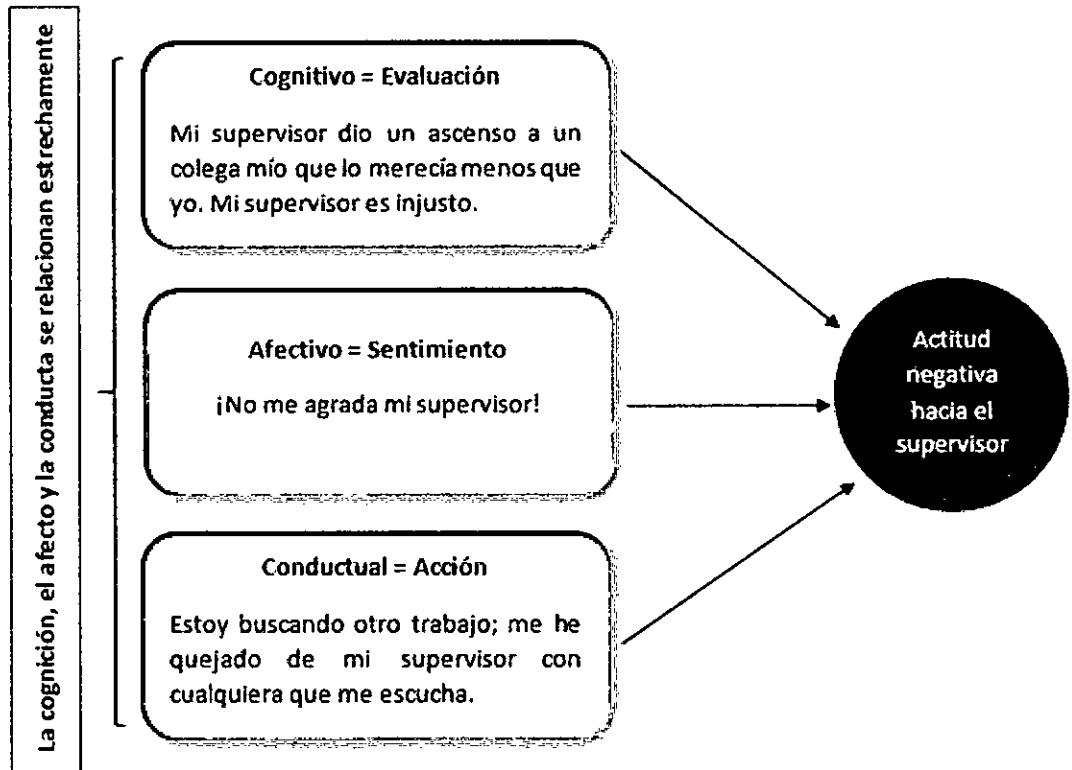 La cognición, el afecto y la conducta se relacionan estrechamente
Cognitivo = Evaluación
Mi supervisor dio un ascenso a un
colega mío que lo merecía menos que
yo. Mi supervisor es injusto.
Afectivo = Sentimiento
¡No me agrada mi supervisor!
Conductual = Acción
Estoy buscando otro trabajo; me he
quejado de mi supervisor con
cualquiera que me escucha.
Actitud
negativa
hacia el
supervisor